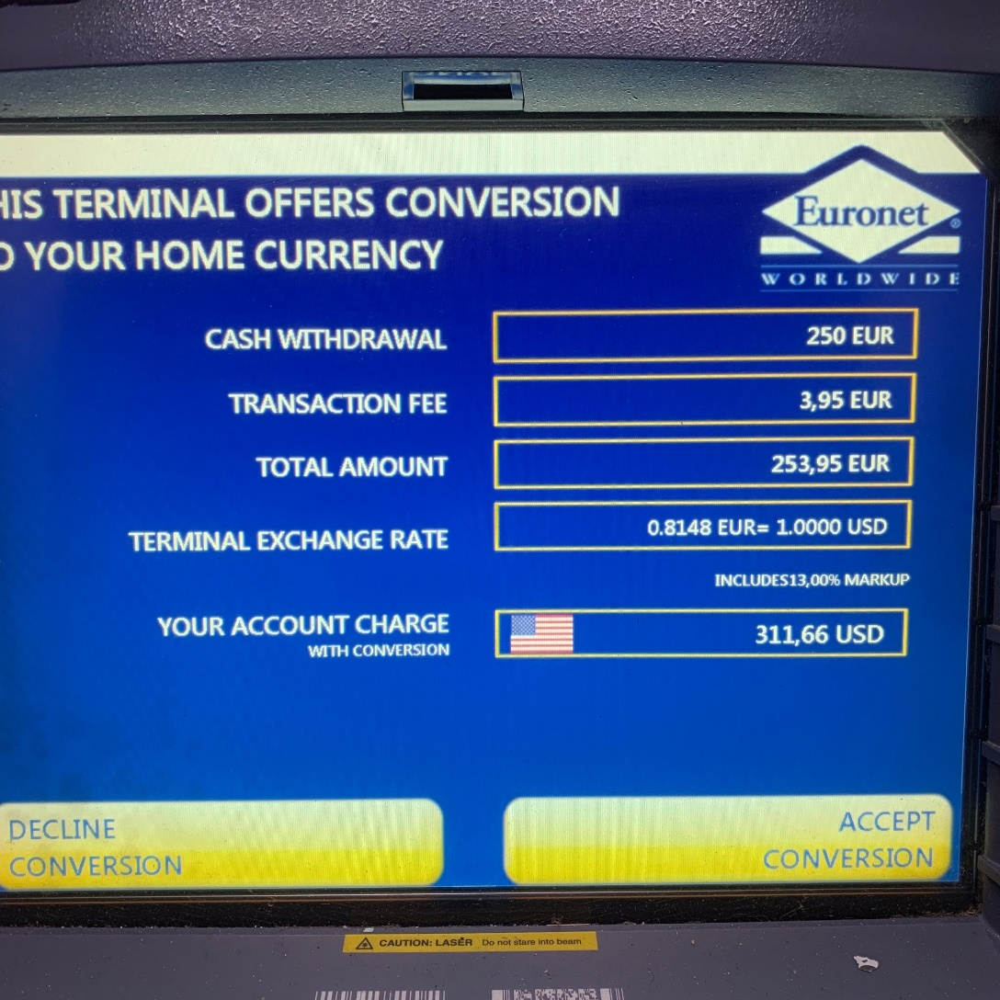 HIS TERMINAL OFFERS CONVERSION
O YOUR HOME CURRENCY
Euronet®
WORLDWIDE
CASH WITHDRAWAL 250 EUR
TRANSACTION FEE 3,95 EUR
TOTAL AMOUNT 253,95 EUR
TERMINAL EXCHANGE RATE 0.8148 EUR= 1.0000 USD
INCLUDES13,00% MARKUP
YOUR ACCOUNT CHARGE 311,66 USD
WITH CONVERSION
DECLINE
CONVERSION
ACCEPT
CONVERSION
CAUTION: LASER Do not stare into beam